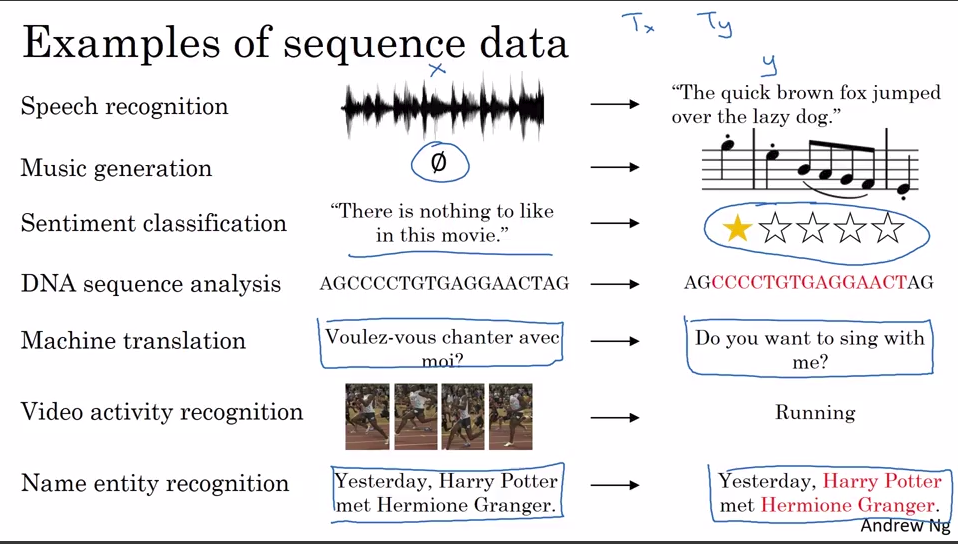 Tx Ty
Examples of sequence data
x
y
Speech recognition
“The quick brown fox jumped
over the lazy dog.”
Music generation
∅
Sentiment classification
“There is nothing to like
in this movie.”
DNA sequence analysis
AGCCCCTGTGAGGAACTAG
AGCCCCTGTGAGGAACTAG
Machine translation
Voulez-vous chanter avec
moi?
Do you want to sing with
me?
Video activity recognition
Running
Name entity recognition
Yesterday, Harry Potter
met Hermione Granger.
Yesterday, Harry Potter
met Hermione Granger.
Andrew Ng